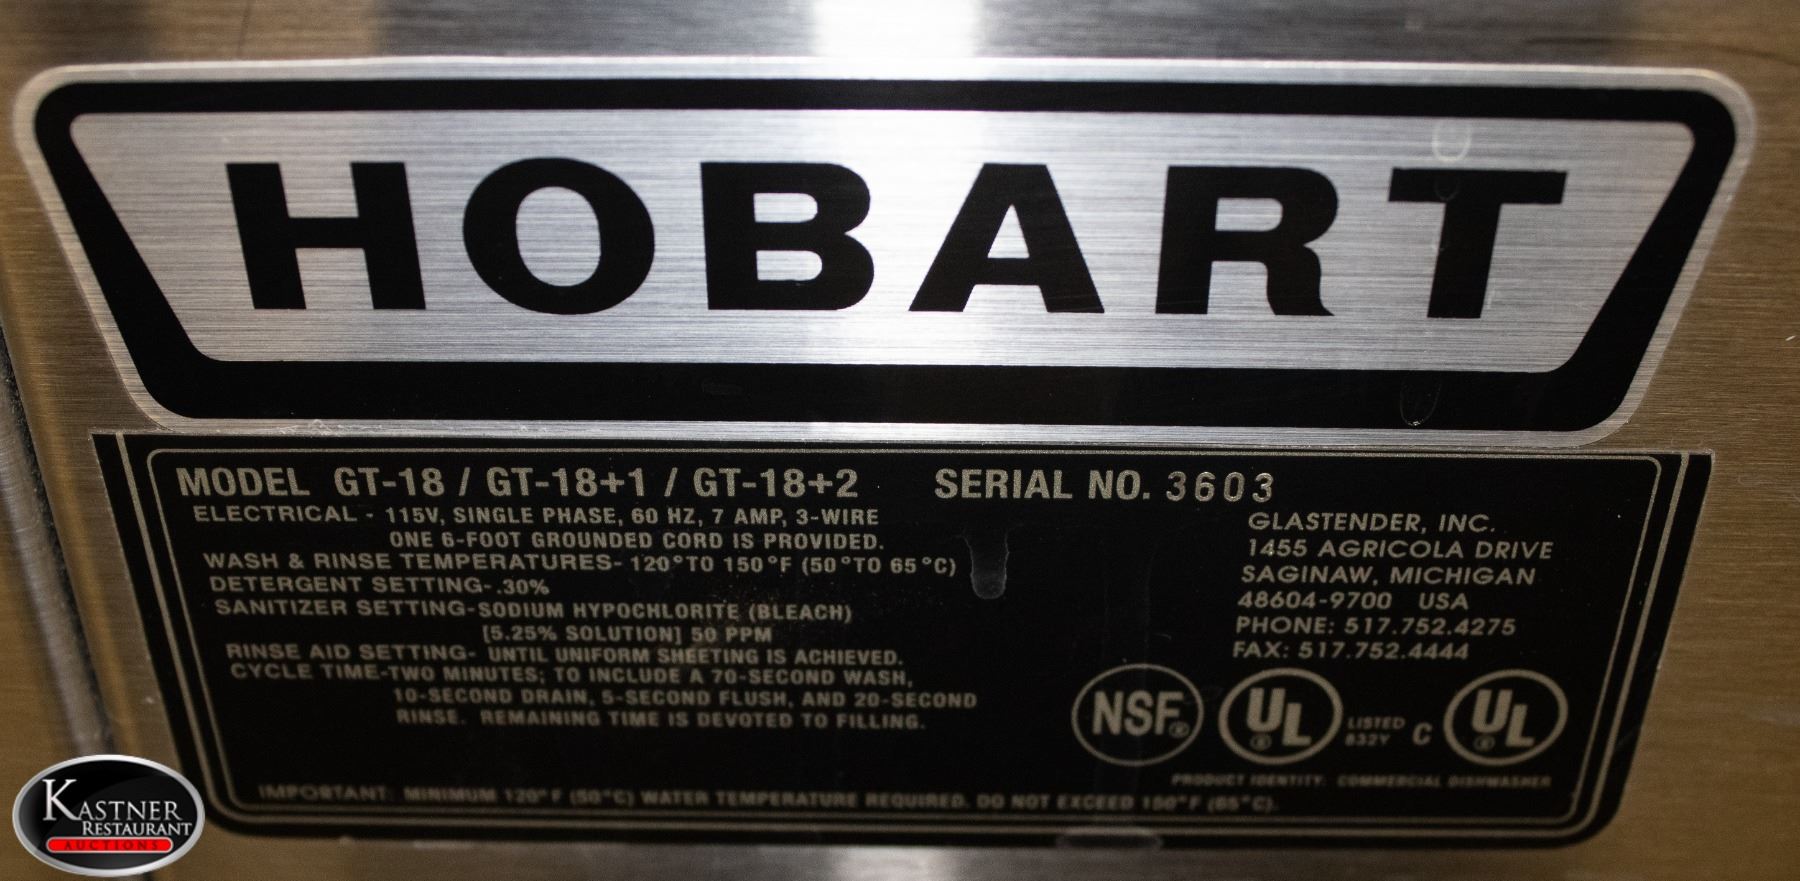 HOBART
MODEL GT-18 / GT-18+1 / GT-18+2 SERIAL NO. 3603
ELECTRICAL - 115V, SINGLE PHASE, 60 HZ, 7 AMP, 3-WIRE
ONE 6-FOOT GROUNDED CORD IS PROVIDED.
WASH & RINSE TEMPERATURES- 120°TO 150°F (50°TO 65°C)
DETERGENT SETTING-.30%
SANITIZER SETTING-SODIUM HYPOCHLORITE (BLEACH)
[5.25% SOLUTION] 50 PPM
RINSE AID SETTING- UNTIL UNIFORM SHEETING IS ACHIEVED.
CYCLE TIME-TWO MINUTES; TO INCLUDE A 70-SECOND WASH,
10-SECOND DRAIN, 5-SECOND FLUSH, AND 20-SECOND
RINSE. REMAINING TIME IS DEVOTED TO FILLING.
GLASTENDER, INC.
1455 AGRICOLA DRIVE
SAGINAW, MICHIGAN
48604-9700 USA
PHONE: 517.752.4275
FAX: 517.752.4444
NSF®
UL®
LISTED
832Y
C UL®
PRODUCT IDENTITY: COMMERCIAL DISHWASHER
IMPORTANT: MINIMUM 120°F (50°C) WATER TEMPERATURE REQUIRED. DO NOT EXCEED 150°F (65°C).
KASTNER
RESTAURANT
AUCTIONS